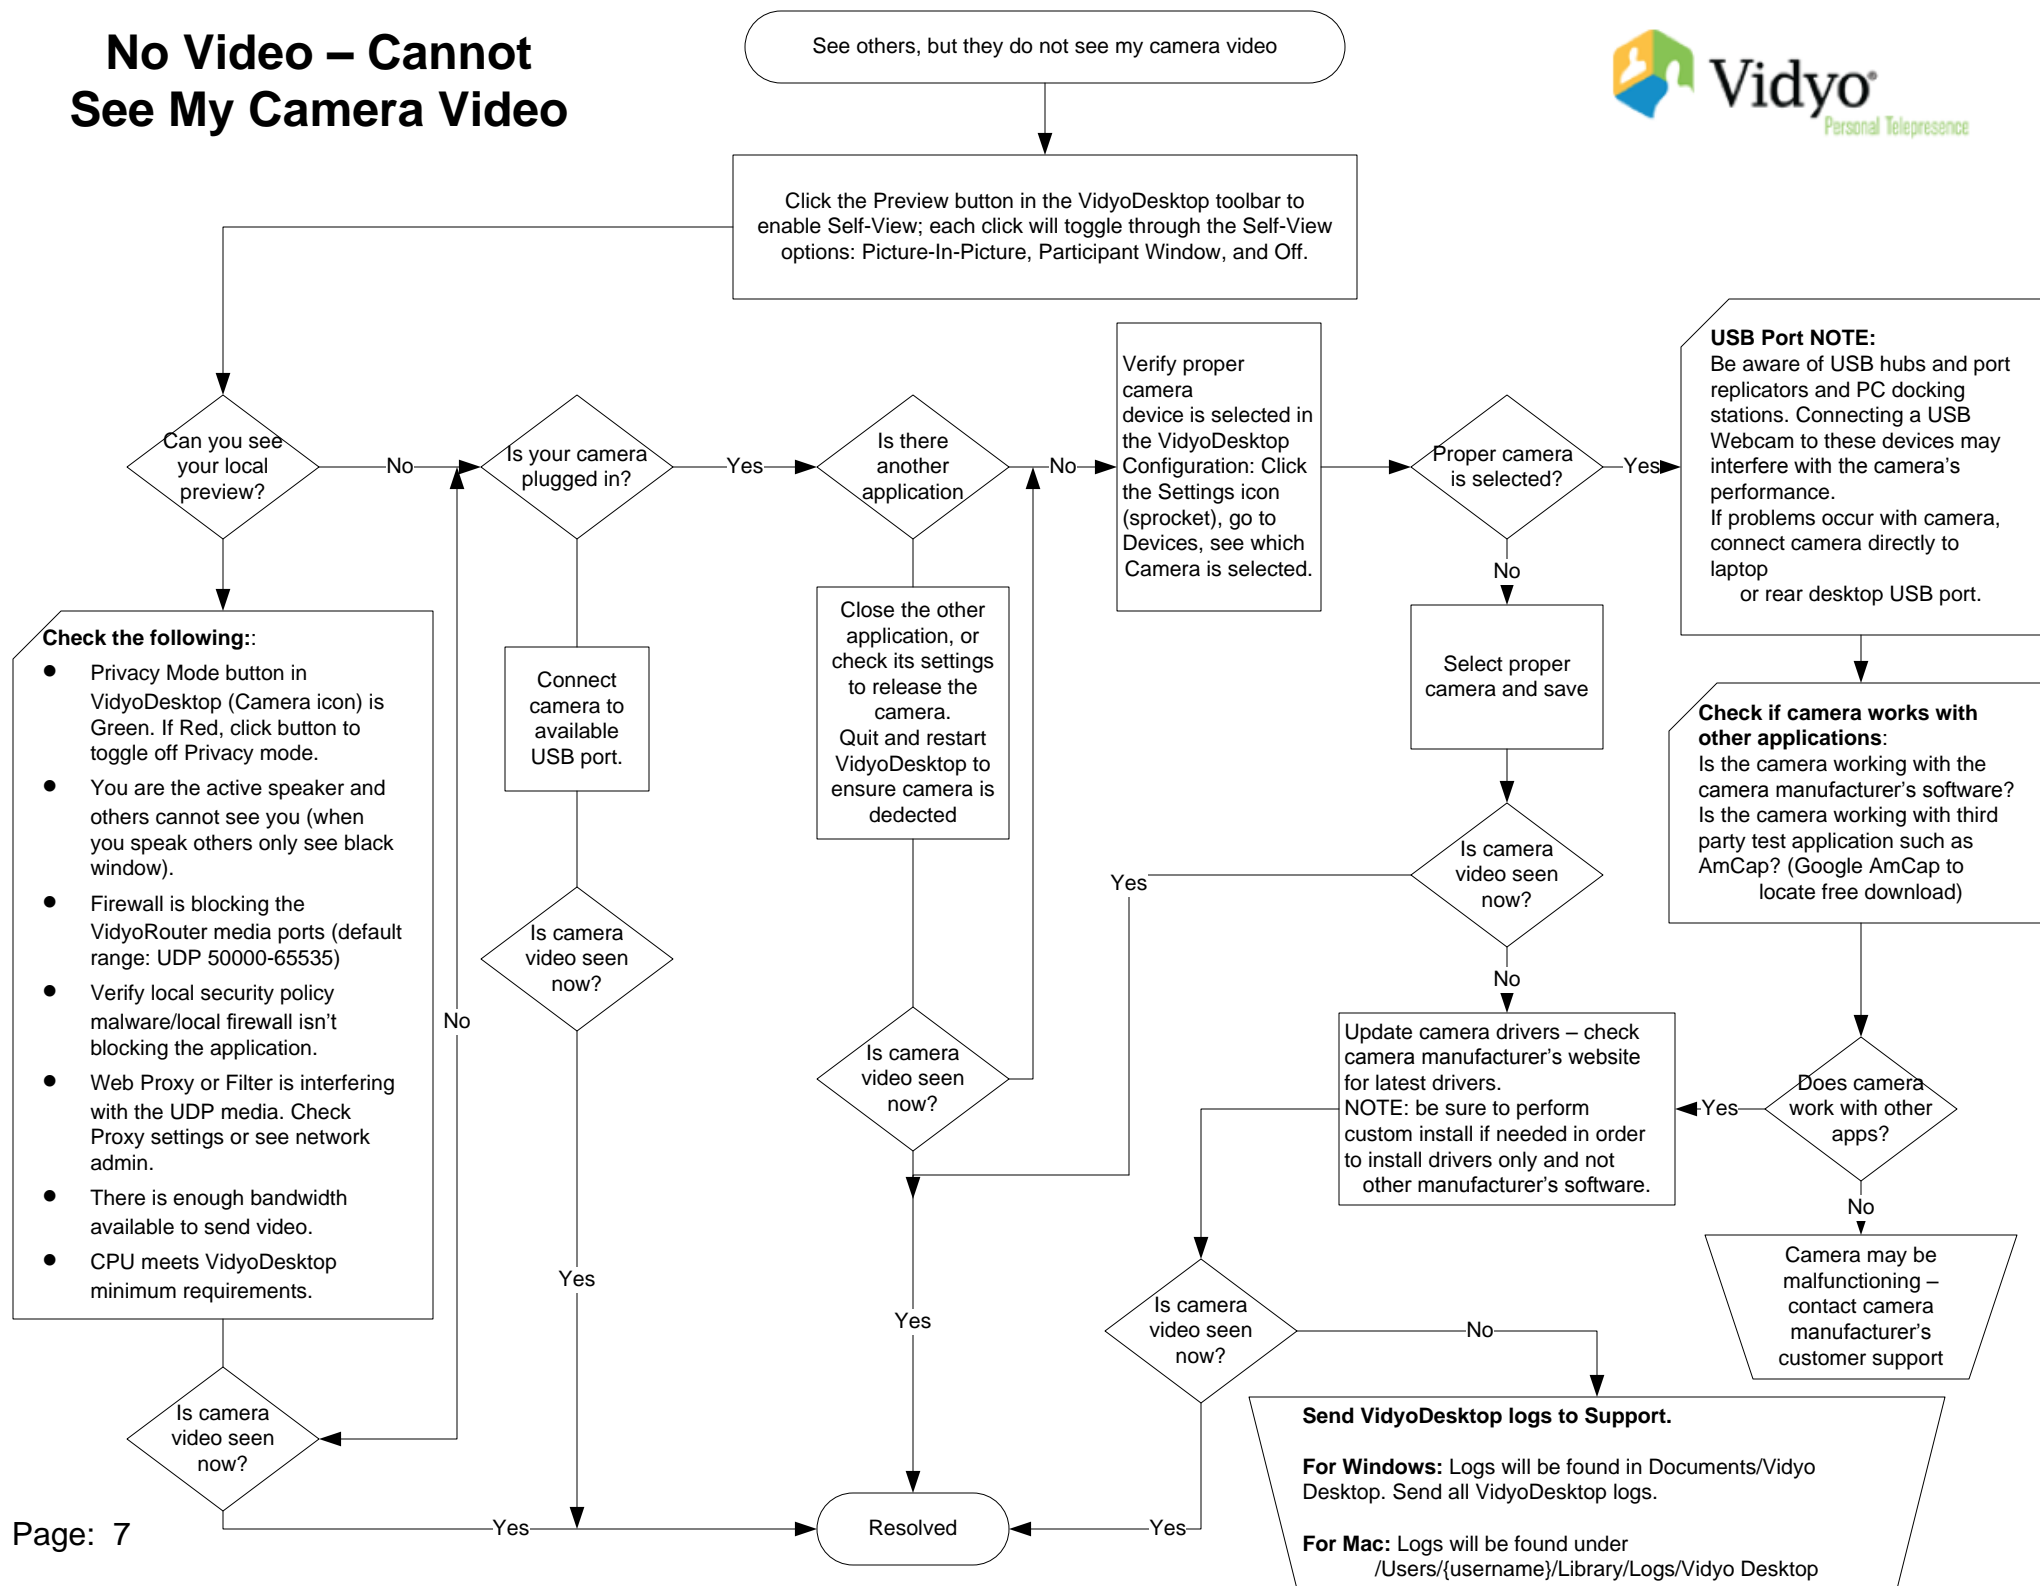 No Video – Cannot
See My Camera Video
See others, but they do not see my camera video
Vidyo®
Personal Telepresence
Click the Preview button in the VidyoDesktop toolbar to
enable Self-View; each click will toggle through the Self-View
options: Picture-In-Picture, Participant Window, and Off.
Can you see
your local
preview?
No
Is your camera
plugged in?
Yes
Is there
another
application
No
Verify proper
camera
device is selected in
the VidyoDesktop
Configuration: Click
the Settings icon
(sprocket), go to
Devices, see which
Camera is selected.
Proper camera
is selected?
Yes
USB Port NOTE:
Be aware of USB hubs and port
replicators and PC docking
stations. Connecting a USB
Webcam to these devices may
interfere with the camera's
performance.
If problems occur with camera,
connect camera directly to
laptop
or rear desktop USB port.
No
Check the following::
● Privacy Mode button in
VidyoDesktop (Camera icon) is
Green. If Red, click button to
toggle off Privacy mode.
● You are the active speaker and
others cannot see you (when
you speak others only see black
window).
● Firewall is blocking the
VidyoRouter media ports (default
range: UDP 50000-65535)
● Verify local security policy
malware/local firewall isn't
blocking the application.
● Web Proxy or Filter is interfering
with the UDP media. Check
Proxy settings or see network
admin.
● There is enough bandwidth
available to send video.
● CPU meets VidyoDesktop
minimum requirements.
No
Connect
camera to
available
USB port.
Close the other
application, or
check its settings
to release the
camera.
Quit and restart
VidyoDesktop to
ensure camera is
dedected
Select proper
camera and save
Check if camera works with
other applications:
Is the camera working with the
camera manufacturer's software?
Is the camera working with third
party test application such as
AmCap? (Google AmCap to
locate free download)
Is camera
video seen
now?
Yes
Is camera
video seen
now?
No
Is camera
video seen
now?
Update camera drivers – check
camera manufacturer's website
for latest drivers.
NOTE: be sure to perform
custom install if needed in order
to install drivers only and not
other manufacturer's software.
Yes
Does camera
work with other
apps?
No
Camera may be
malfunctioning –
contact camera
manufacturer's
customer support
Yes
Yes
Is camera
video seen
now?
No
Is camera
video seen
now?
Send VidyoDesktop logs to Support.
For Windows: Logs will be found in Documents/Vidyo
Desktop. Send all VidyoDesktop logs.
For Mac: Logs will be found under
/Users/{username}/Library/Logs/Vidyo Desktop
Yes
Resolved
Yes
Page: 7